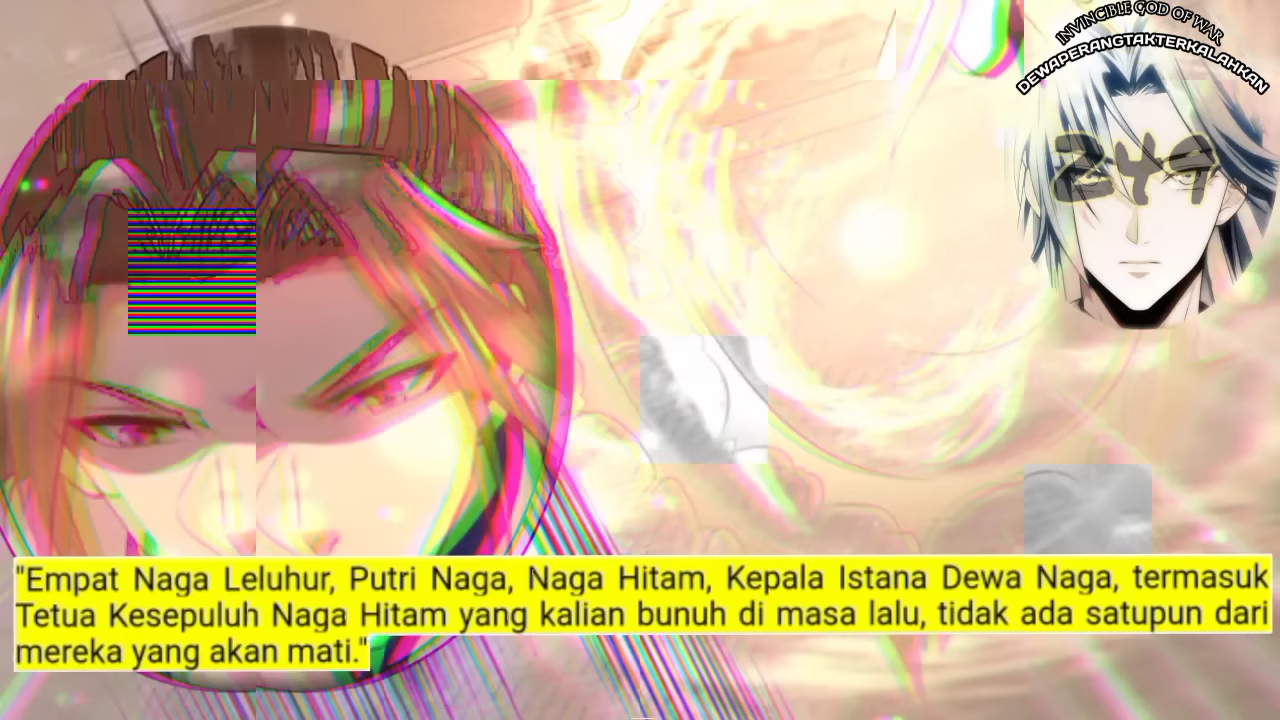 INVINCIBLE GOD OF WAR
DEWAPERANGTAKTERKALAHKAN
249
"Empat Naga Leluhur, Putri Naga, Naga Hitam, Kepala Istana Dewa Naga, termasuk
Tetua Kesepuluh Naga Hitam yang kalian bunuh di masa lalu, tidak ada satupun dari
mereka yang akan mati."